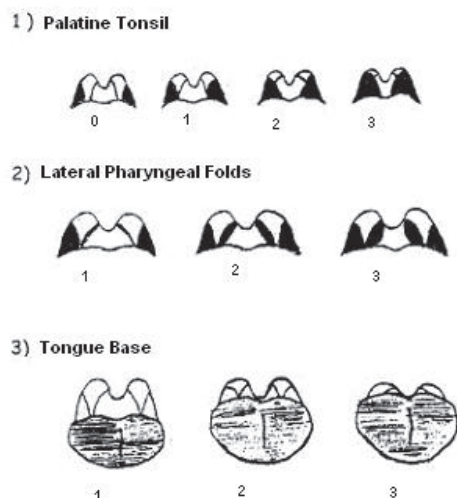 1) Palatine Tonsil
0 1 2 3
2) Lateral Pharyngeal Folds
1 2 3
3) Tongue Base
1 2 3